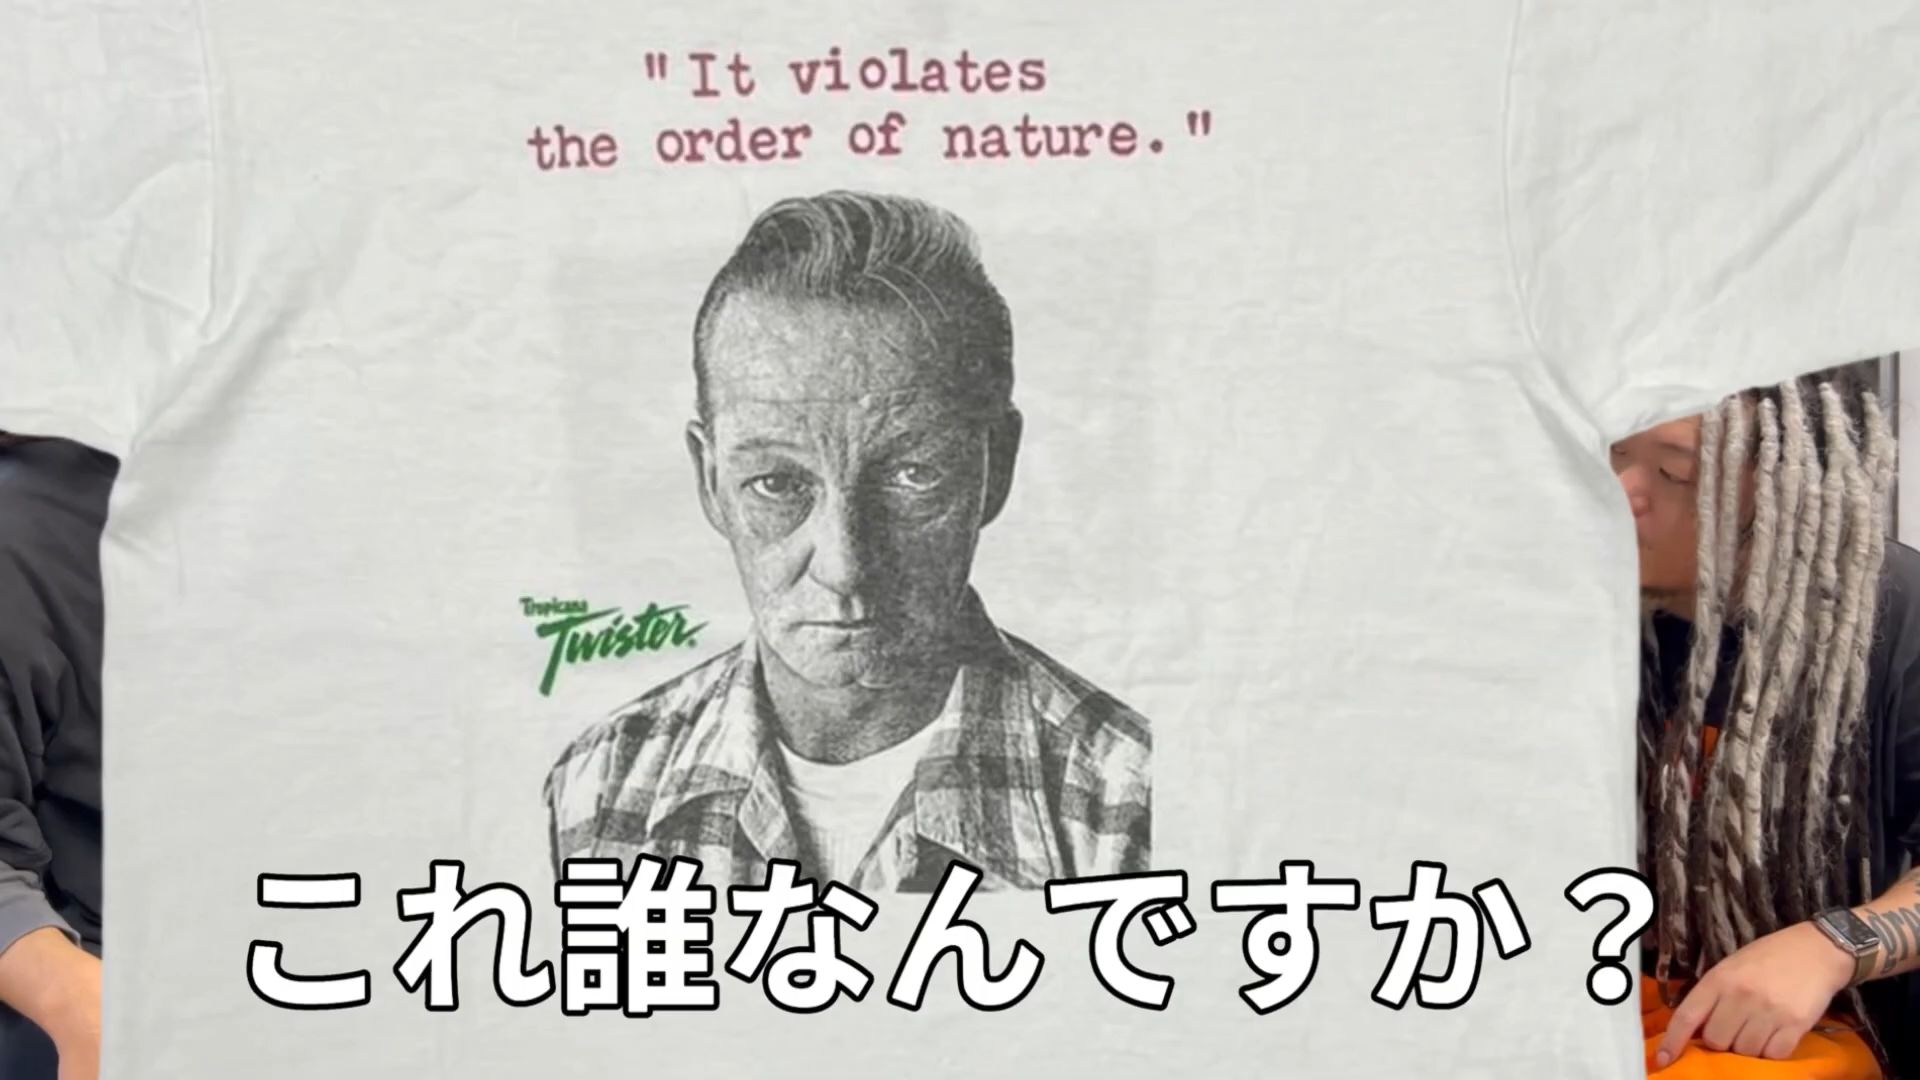 "It violates
the order of nature."
Tropicana
Twister.
これ誰なんですか？